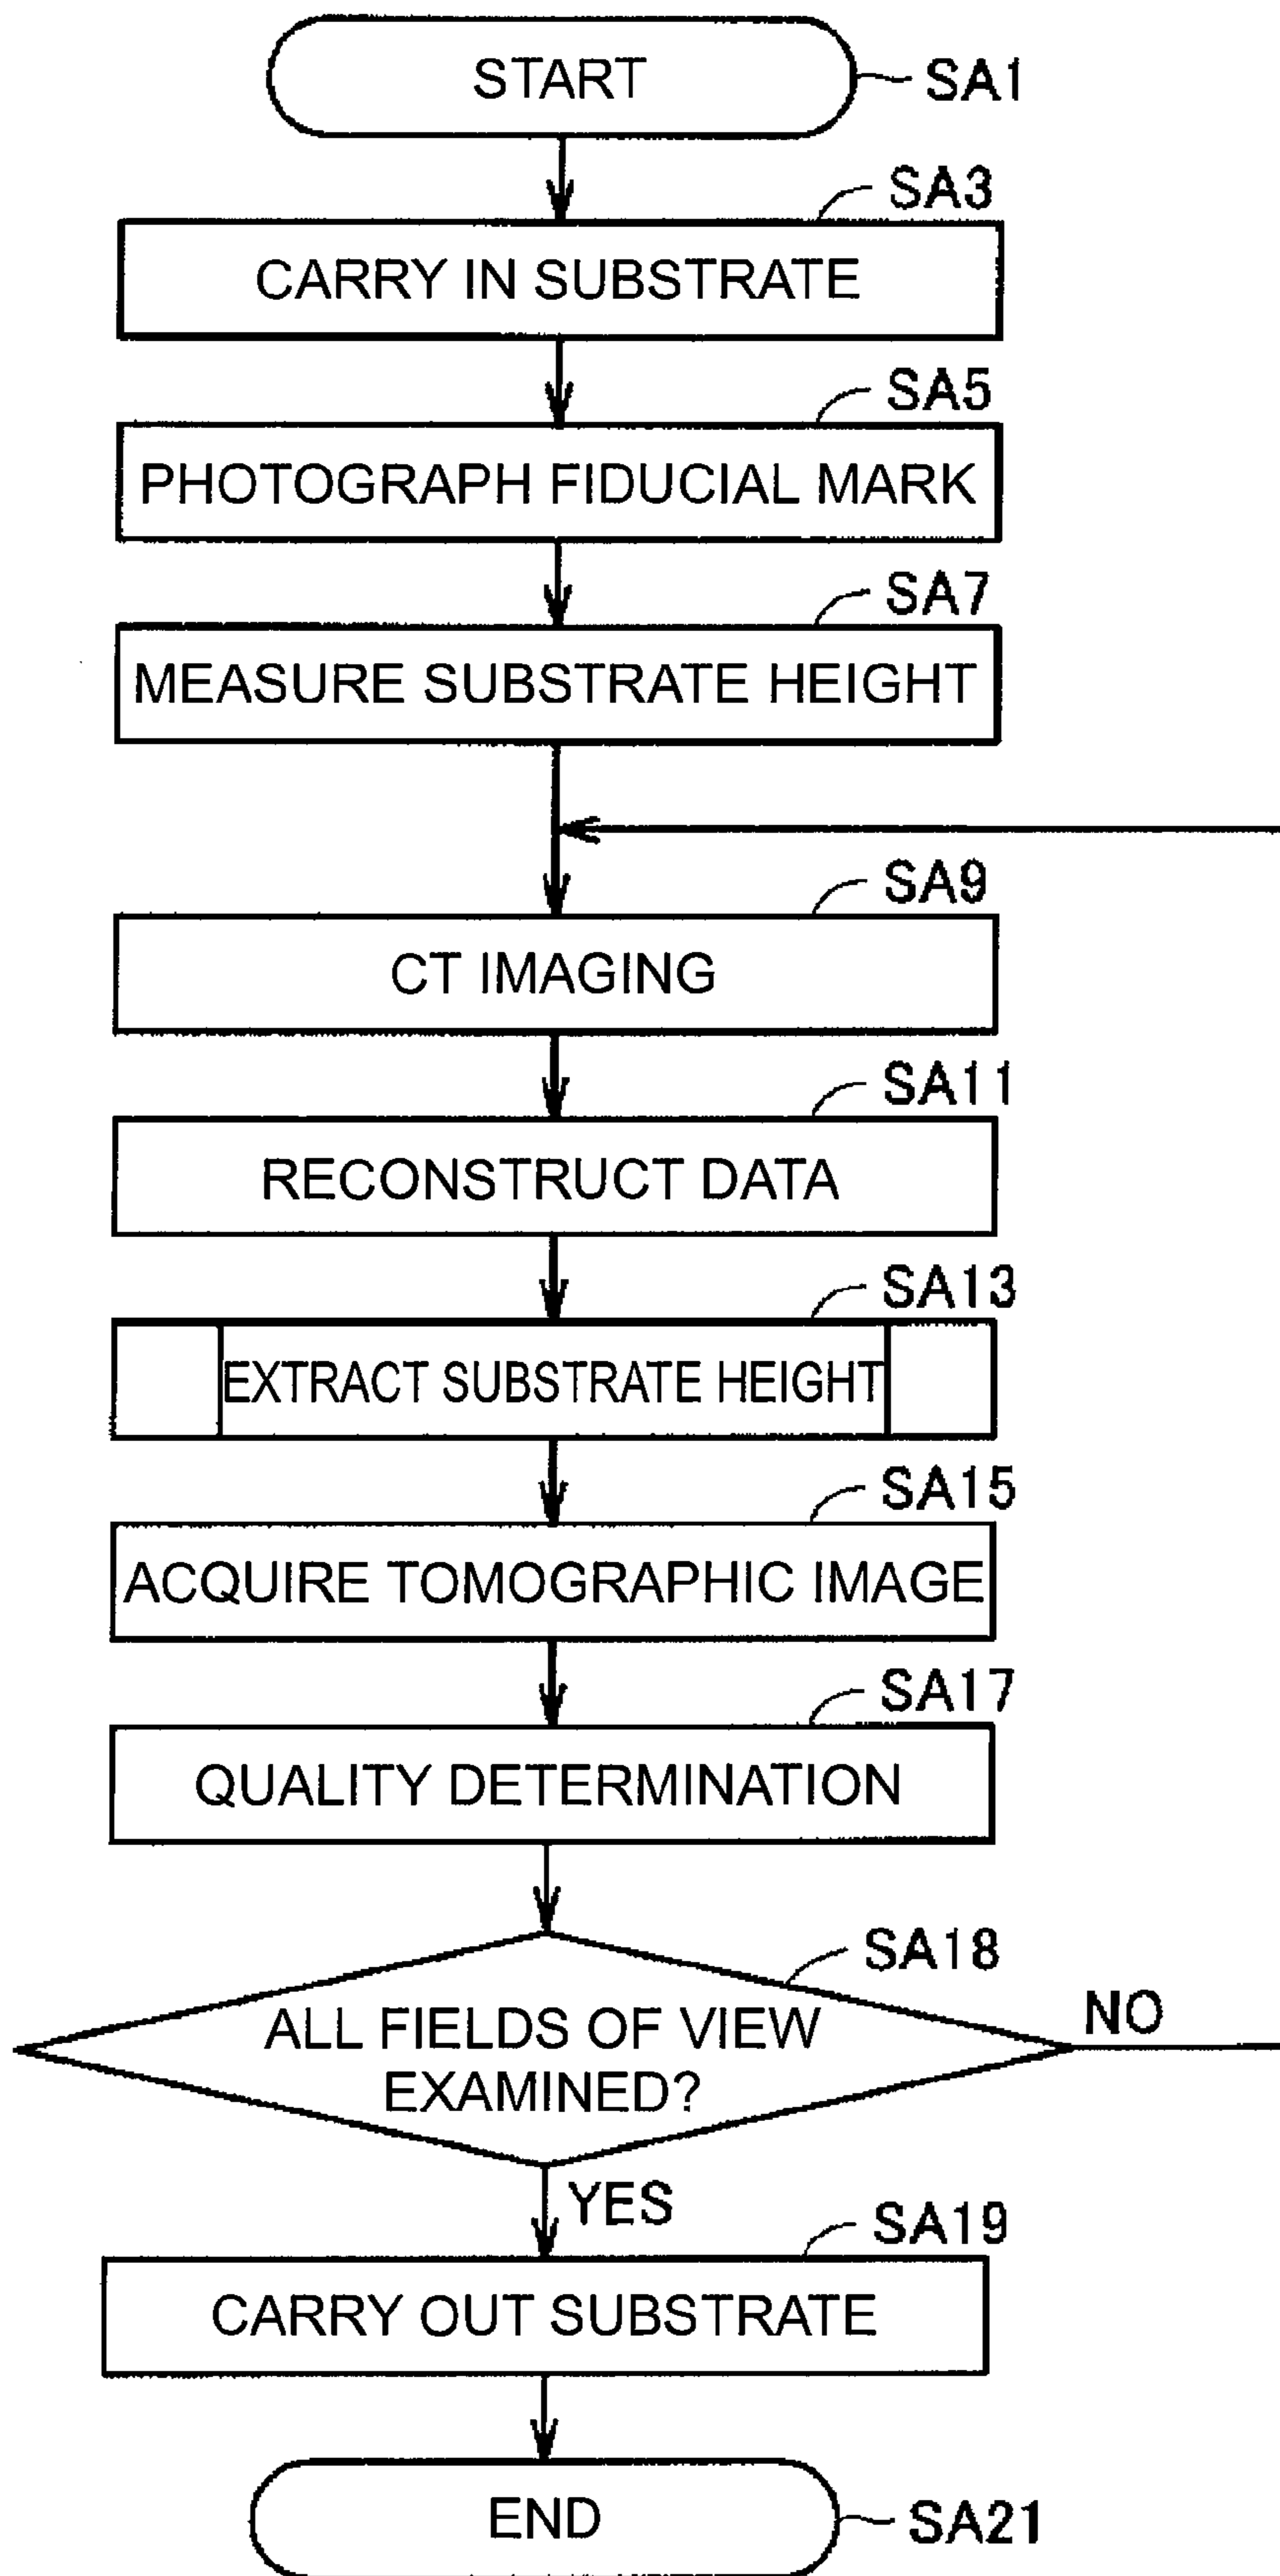 START
SA1
SA3
CARRY IN SUBSTRATE
SA5
PHOTOGRAPH FIDUCIAL MARK
SA7
MEASURE SUBSTRATE HEIGHT
SA9
CT IMAGING
SA11
RECONSTRUCT DATA
SA13
EXTRACT SUBSTRATE HEIGHT
SA15
ACQUIRE TOMOGRAPHIC IMAGE
SA17
QUALITY DETERMINATION
SA18
ALL FIELDS OF VIEW
EXAMINED?
NO
YES
SA19
CARRY OUT SUBSTRATE
END
SA21